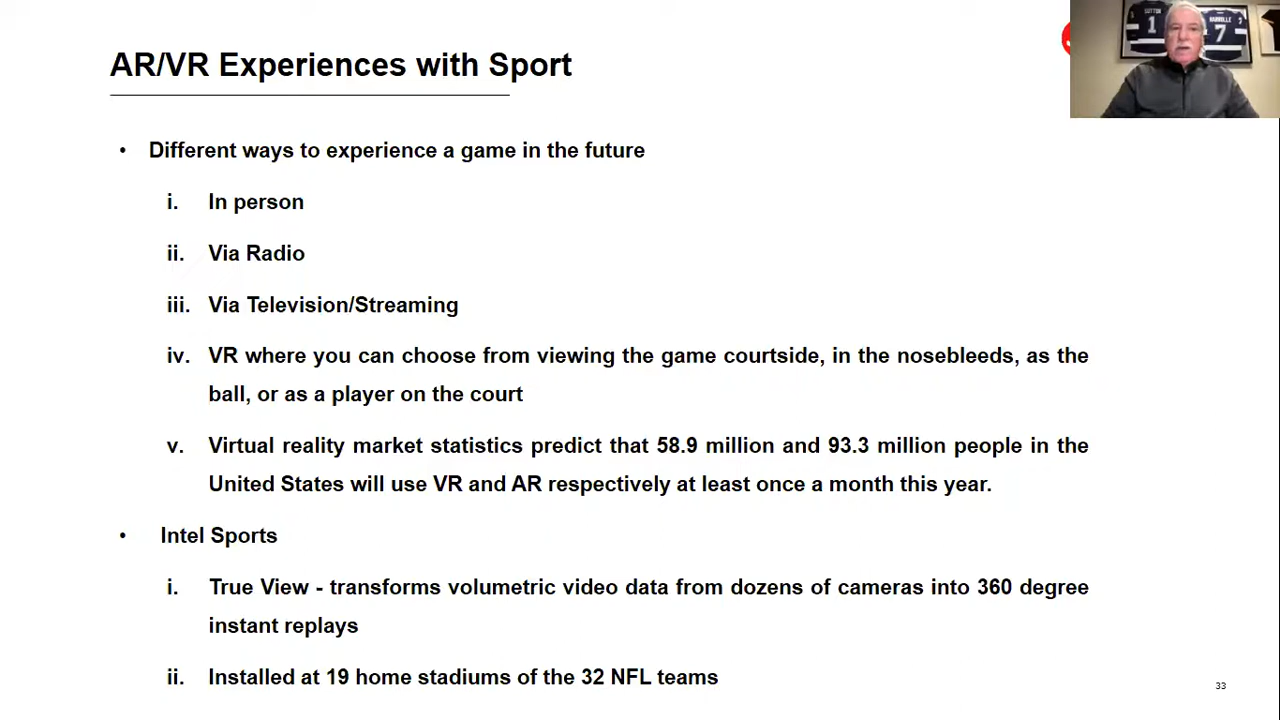 AR/VR Experiences with Sport
SUTTON
1
7
• Different ways to experience a game in the future
i. In person
ii. Via Radio
iii. Via Television/Streaming
iv. VR where you can choose from viewing the game courtside, in the nosebleeds, as the
ball, or as a player on the court
v. Virtual reality market statistics predict that 58.9 million and 93.3 million people in the
United States will use VR and AR respectively at least once a month this year.
• Intel Sports
i. True View - transforms volumetric video data from dozens of cameras into 360 degree
instant replays
ii. Installed at 19 home stadiums of the 32 NFL teams
33